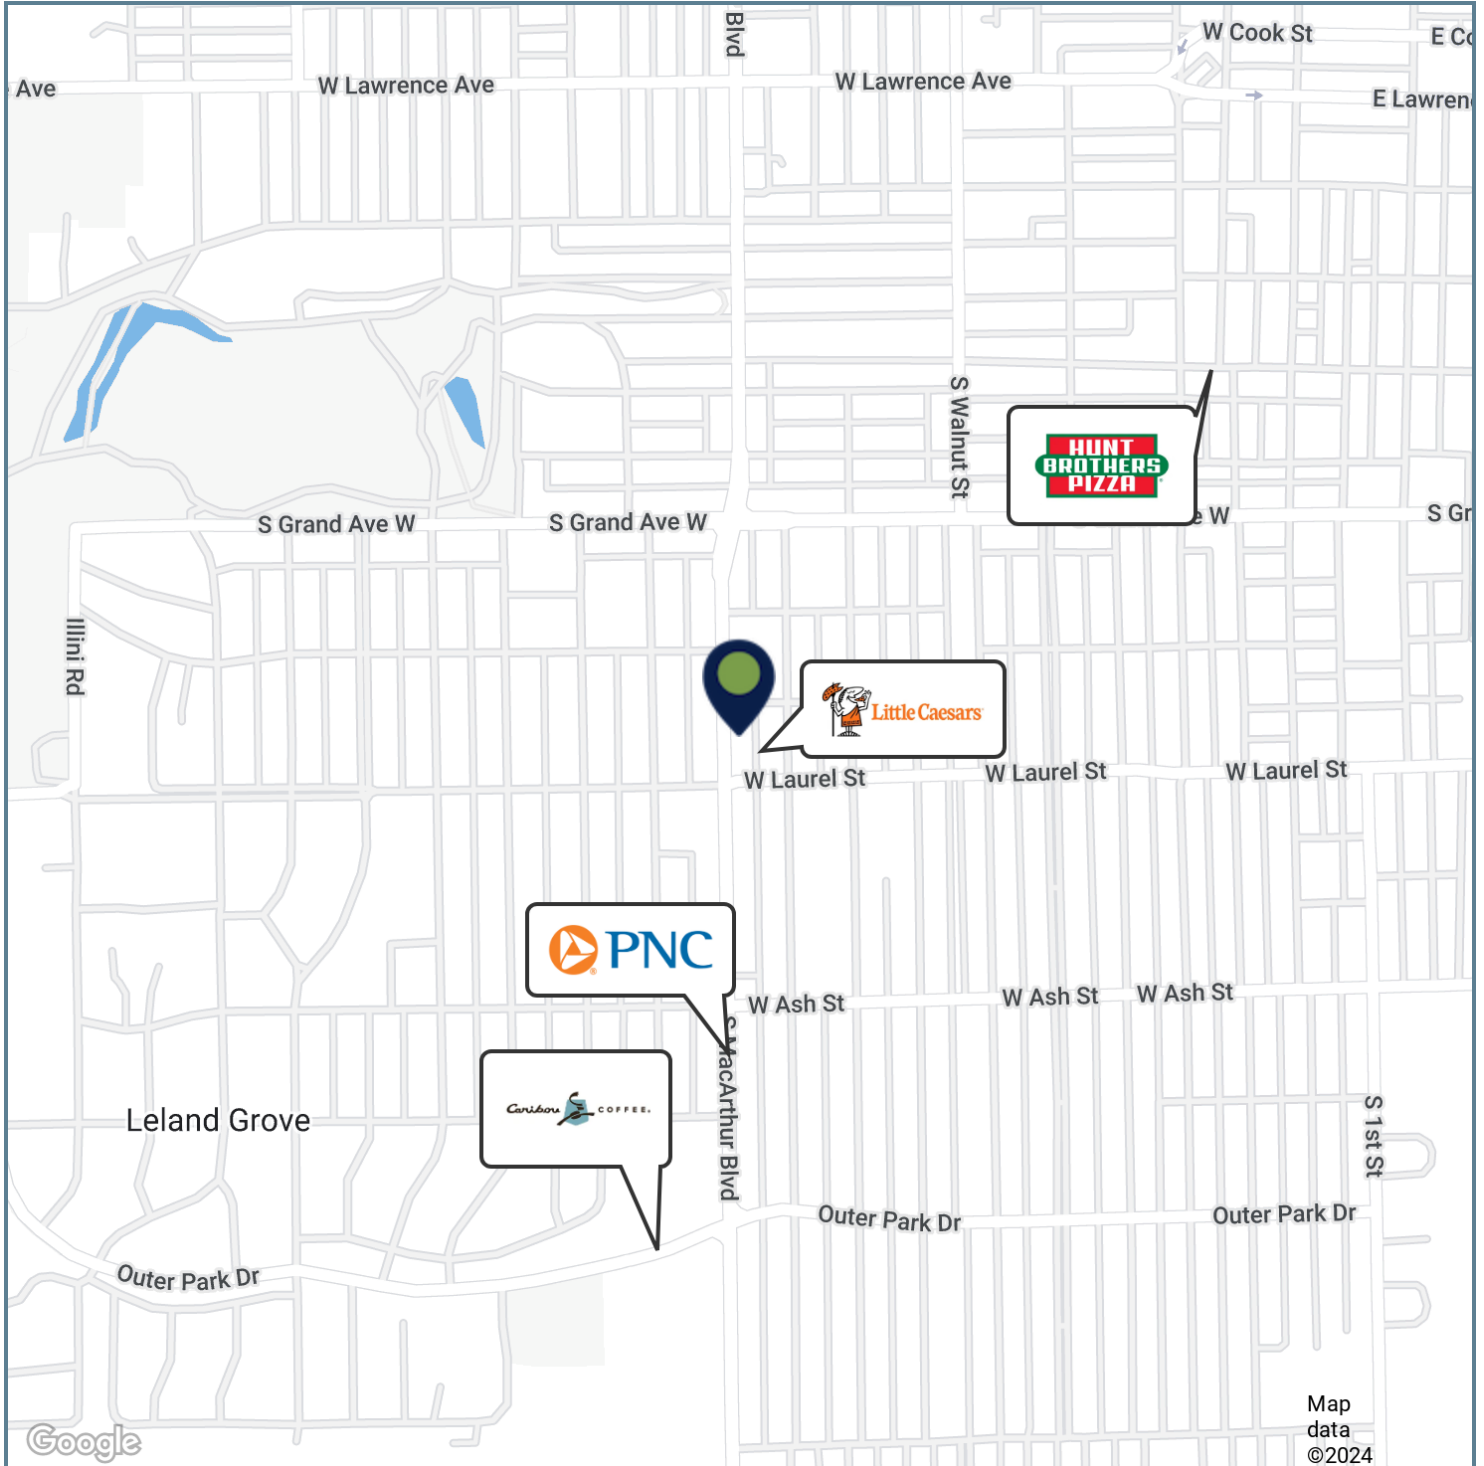 Blvd
W Cook St
E Co
Ave
W Lawrence Ave
W Lawrence Ave
E Lawren
S Walnut St
HUNT
BROTHERS
PIZZA
S Grand Ave W
S Grand Ave W
e W
S Gr
Illini Rd
Little Caesars
W Laurel St
W Laurel St
W Laurel St
PNC
W Ash St
W Ash St
W Ash St
S MacArthur Blvd
Caribou COFFEE
Leland Grove
S 1st St
Outer Park Dr
Outer Park Dr
Outer Park Dr
Map
data
©2024
Google